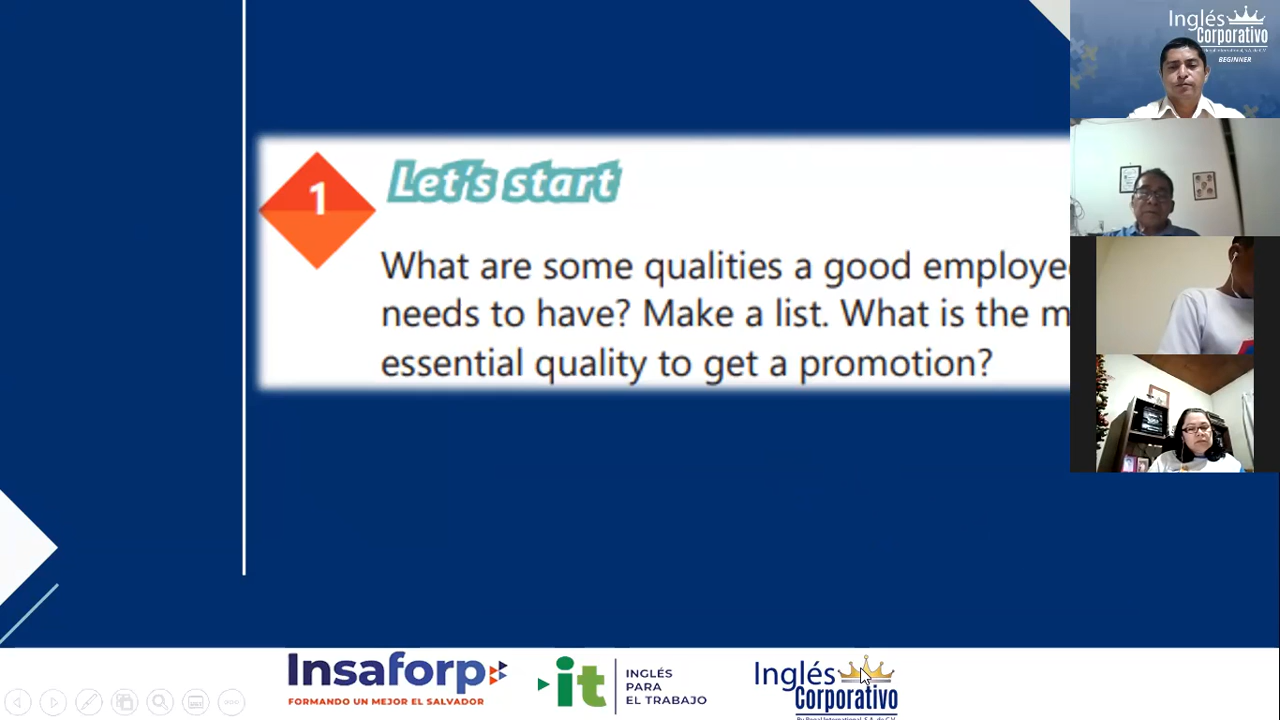 1
Let's start
What are some qualities a good employe
needs to have? Make a list. What is the m
essential quality to get a promotion?
Inglés
Corporativo
BEGINNER
Insaforp
FORMANDO UN MEJOR EL SALVADOR
it
INGLÉS
PARA
EL TRABAJO
Inglés
Corporativo